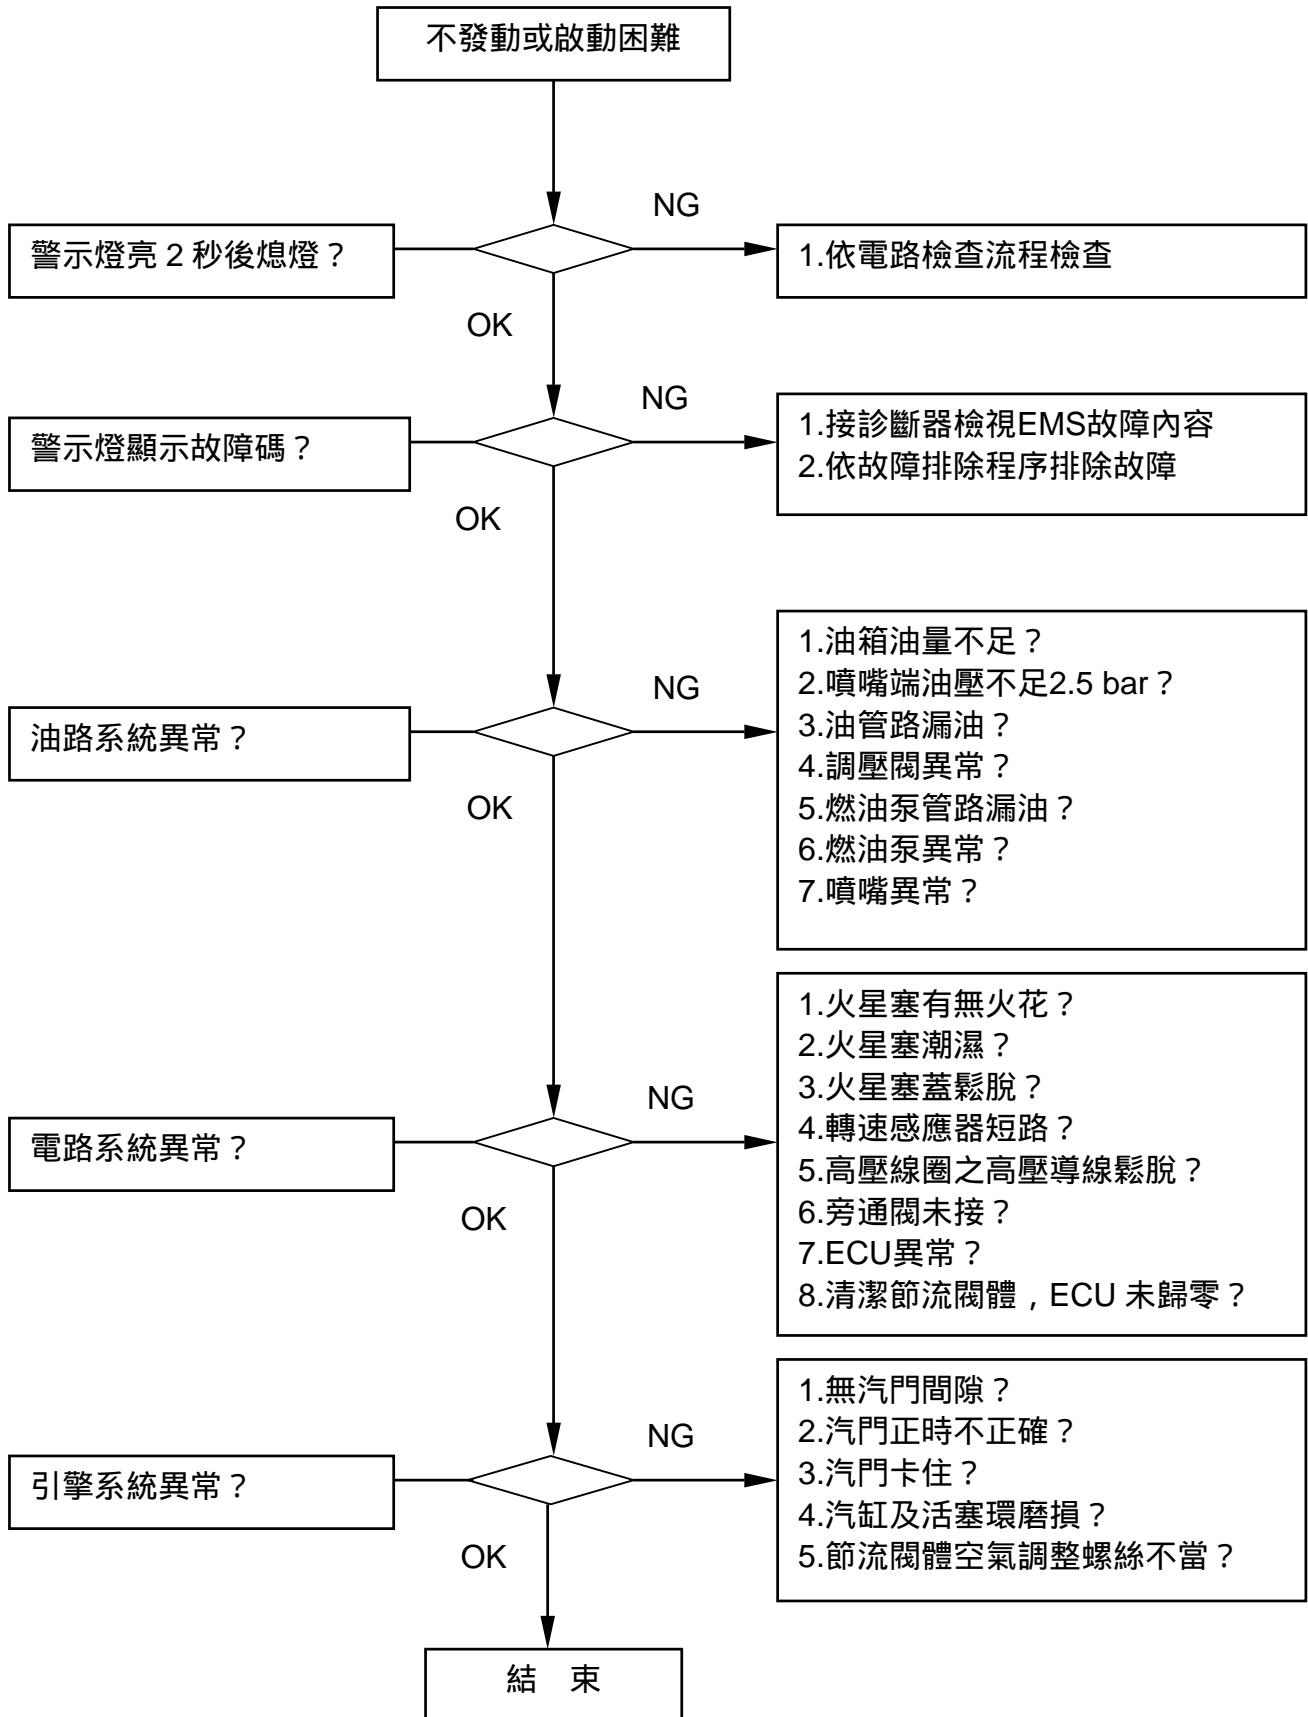 不發動或啟動困難
NG
警示燈亮 2 秒後熄燈？
1.依電路檢查流程檢查
OK
NG
警示燈顯示故障碼？
1.接診斷器檢視EMS故障內容
2.依故障排除程序排除故障
OK
NG
油路系統異常？
1.油箱油量不足？
2.噴嘴端油壓不足2.5 bar？
3.油管路漏油？
4.調壓閥異常？
5.燃油泵管路漏油？
6.燃油泵異常？
7.噴嘴異常？
OK
NG
電路系統異常？
1.火星塞有無火花？
2.火星塞潮濕？
3.火星塞蓋鬆脫？
4.轉速感應器短路？
5.高壓線圈之高壓導線鬆脫？
6.旁通閥未接？
7.ECU異常？
8.清潔節流閥體，ECU 未歸零？
OK
NG
引擎系統異常？
1.無汽門間隙？
2.汽門正時不正確？
3.汽門卡住？
4.汽缸及活塞環磨損？
5.節流閥體空氣調整螺絲不當？
OK
結　束